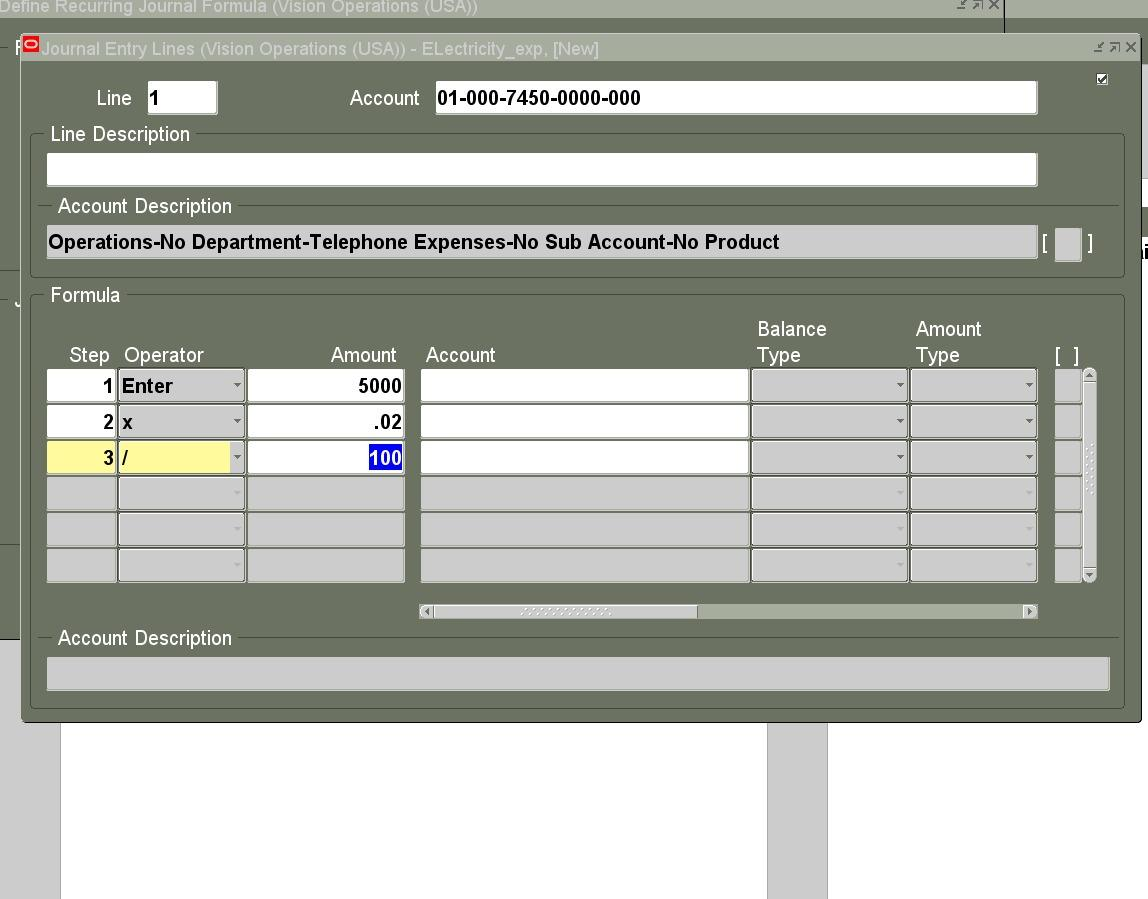 Define Recurring Journal Formula (Vision Operations (USA))
Journal Entry Lines (Vision Operations (USA)) - ELectricity_exp, [New]
Line 1 Account 01-000-7450-0000-000
Line Description
Account Description
Operations-No Department-Telephone Expenses-No Sub Account-No Product [ ]
Formula
Balance Amount
Step Operator Amount Account Type Type [ ]
1 Enter 5000
2 x .02
3 / 100
Account Description